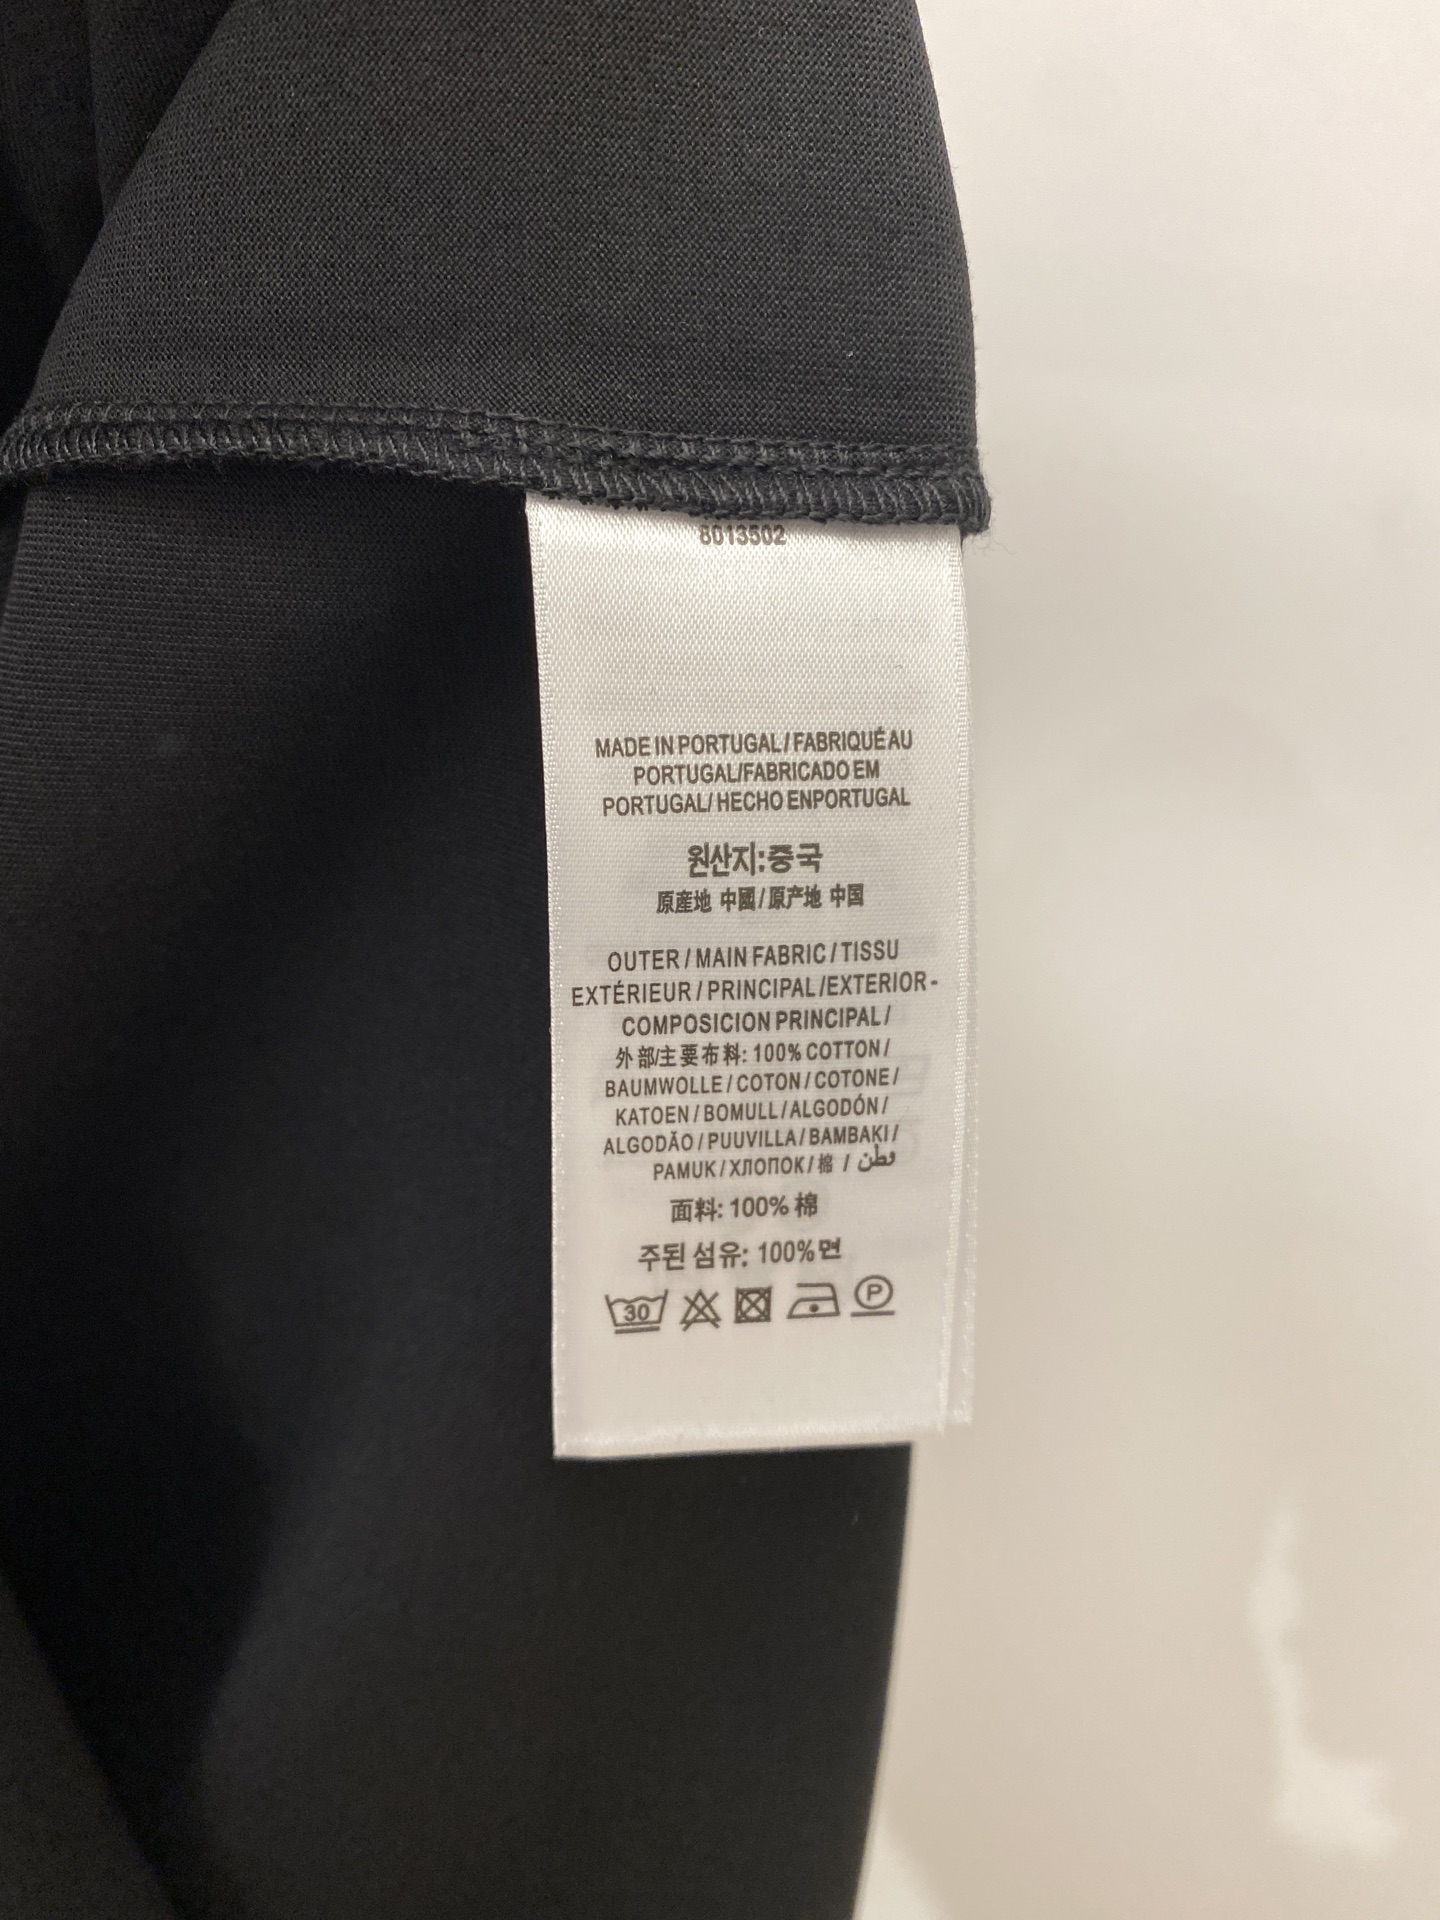 8013502
MADE IN PORTUGAL / FABRIQUÉ AU
PORTUGAL/FABRICADO EM
PORTUGAL/ HECHO ENPORTUGAL
원산지:중국
原産地 中國/原产地 中国
OUTER / MAIN FABRIC / TISSU
EXTÉRIEUR / PRINCIPAL /EXTERIOR -
COMPOSICION PRINCIPAL /
外部/主要布料: 100% COTTON /
BAUMWOLLE / COTON / COTONE /
KATOEN / BOMULL / ALGODÓN /
ALGODÃO / PUUVILLA / BAMBAKI /
PAMUK / ХЛОПОК / 棉 / قطن
面料: 100% 棉
주된 섬유: 100%면
30 P